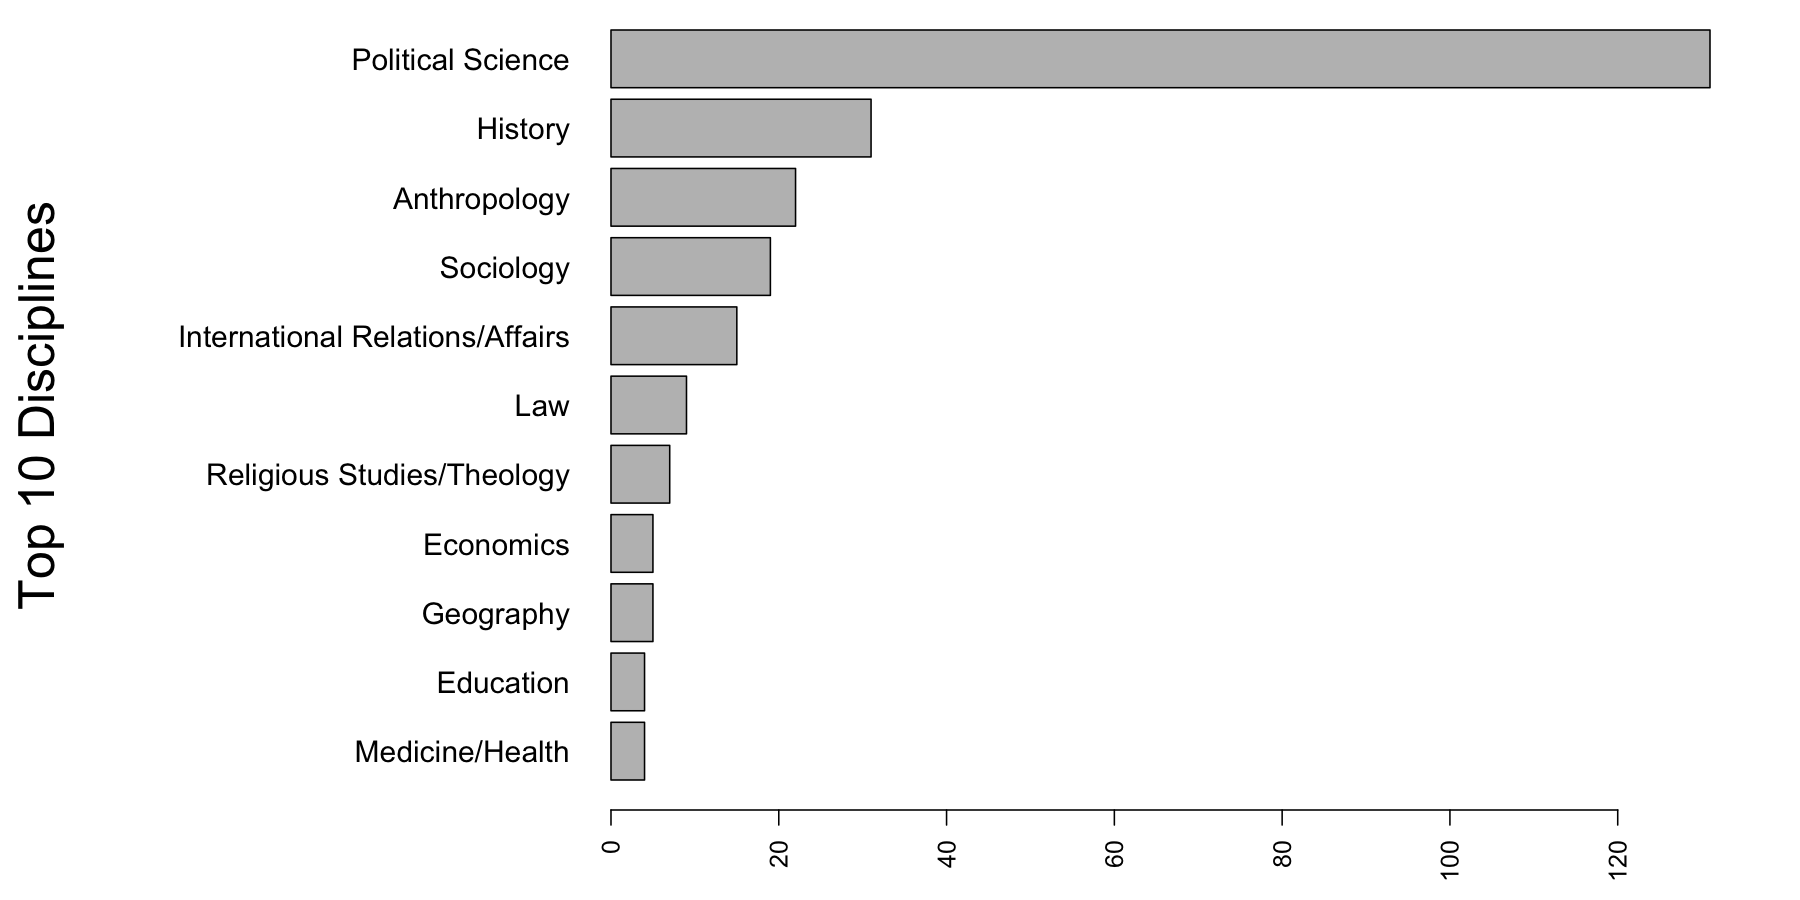 Top 10 Disciplines
Political Science
History
Anthropology
Sociology
International Relations/Affairs
Law
Religious Studies/Theology
Economics
Geography
Education
Medicine/Health
0
20
40
60
80
100
120